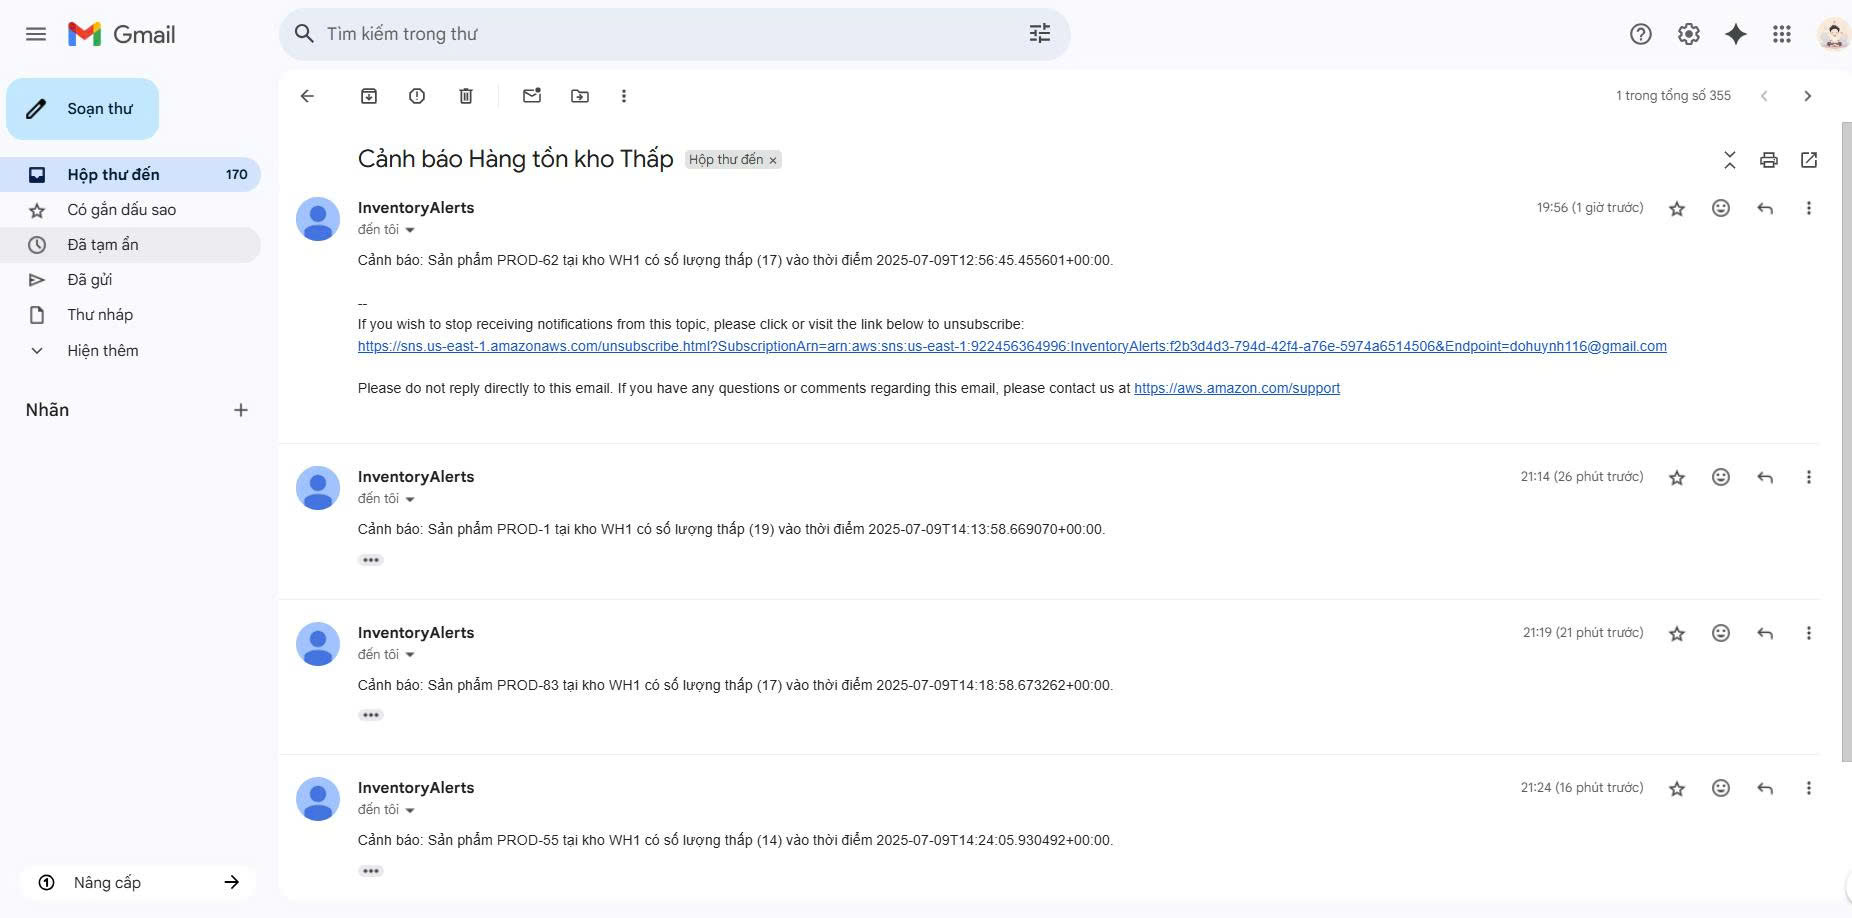 Gmail
Tìm kiếm trong thư
Soạn thư
Hộp thư đến 170
Có gắn dấu sao
Đã tạm ẩn
Đã gửi
Thư nháp
Hiện thêm
Nhãn
Nâng cấp
1 trong tổng số 355
Cảnh báo Hàng tồn kho Thấp Hộp thư đến ×
InventoryAlerts 19:56 (1 giờ trước)
đến tôi
Cảnh báo: Sản phẩm PROD-62 tại kho WH1 có số lượng thấp (17) vào thời điểm 2025-07-09T12:56:45.455601+00:00.
--
If you wish to stop receiving notifications from this topic, please click or visit the link below to unsubscribe:
https://sns.us-east-1.amazonaws.com/unsubscribe.html?SubscriptionArn=arn:aws:sns:us-east-1:922456364996:InventoryAlerts:f2b3d4d3-794d-42f4-a76e-5974a6514506&Endpoint=dohuynh116@gmail.com
Please do not reply directly to this email. If you have any questions or comments regarding this email, please contact us at https://aws.amazon.com/support
InventoryAlerts 21:14 (26 phút trước)
đến tôi
Cảnh báo: Sản phẩm PROD-1 tại kho WH1 có số lượng thấp (19) vào thời điểm 2025-07-09T14:13:58.669070+00:00.
InventoryAlerts 21:19 (21 phút trước)
đến tôi
Cảnh báo: Sản phẩm PROD-83 tại kho WH1 có số lượng thấp (17) vào thời điểm 2025-07-09T14:18:58.673262+00:00.
InventoryAlerts 21:24 (16 phút trước)
đến tôi
Cảnh báo: Sản phẩm PROD-55 tại kho WH1 có số lượng thấp (14) vào thời điểm 2025-07-09T14:24:05.930492+00:00.